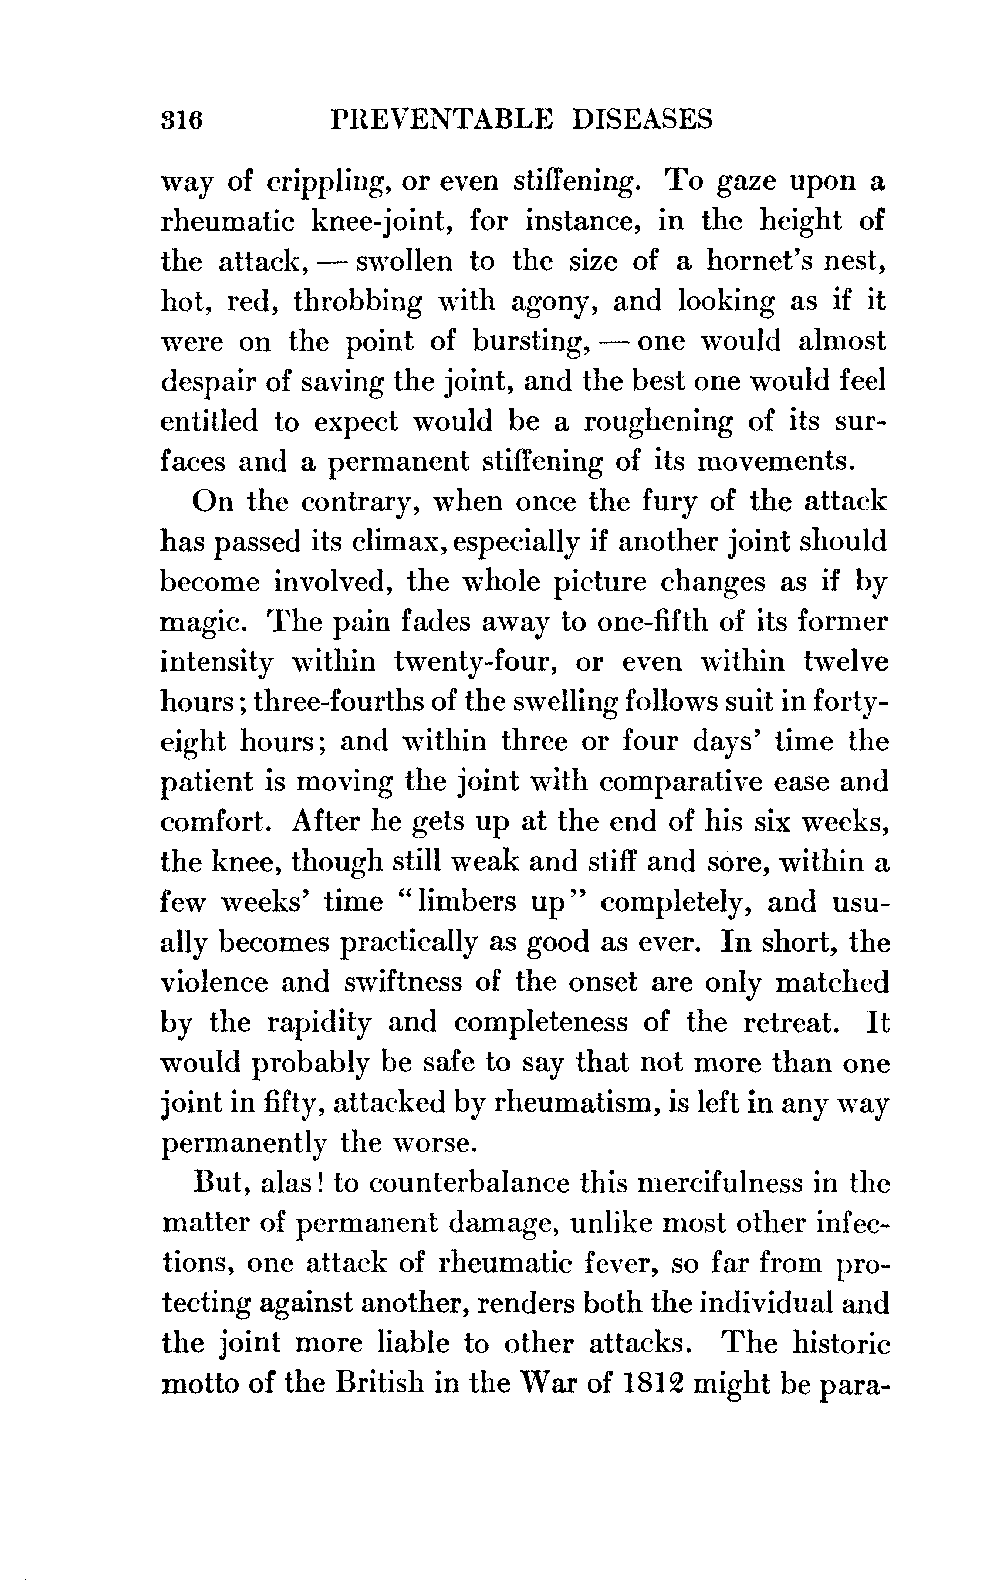 316 PREVENTABLE DISEASES
way of crippling, or even stiffening. To gaze upon a
rheumatic knee-joint, for instance, in the height of
the attack, — swollen to the size of a hornet's nest,
hot, red, throbbing with agony, and looking as if it
were on the point of bursting, — one would almost
despair of saving the joint, and the best one would feel
entitled to expect would be a roughening of its sur-
faces and a permanent stiffening of its movements.
On the contrary, when once the fury of the attack
has passed its climax, especially if another joint should
become involved, the whole picture changes as if by
magic. The pain fades away to one-fifth of its former
intensity within twenty-four, or even within twelve
hours; three-fourths of the swelling follows suit in forty-
eight hours; and within three or four days' time the
patient is moving the joint with comparative ease and
comfort. After he gets up at the end of his six weeks,
the knee, though still weak and stiff and sore, within a
few weeks' time "limbers up" completely, and usu-
ally becomes practically as good as ever. In short, the
violence and swiftness of the onset are only matched
by the rapidity and completeness of the retreat. It
would probably be safe to say that not more than one
joint in fifty, attacked by rheumatism, is left in any way
permanently the worse.
But, alas! to counterbalance this mercifulness in the
matter of permanent damage, unlike most other infec-
tions, one attack of rheumatic fever, so far from pro-
tecting against another, renders both the individual and
the joint more liable to other attacks. The historic
motto of the British in the War of 1812 might be para-